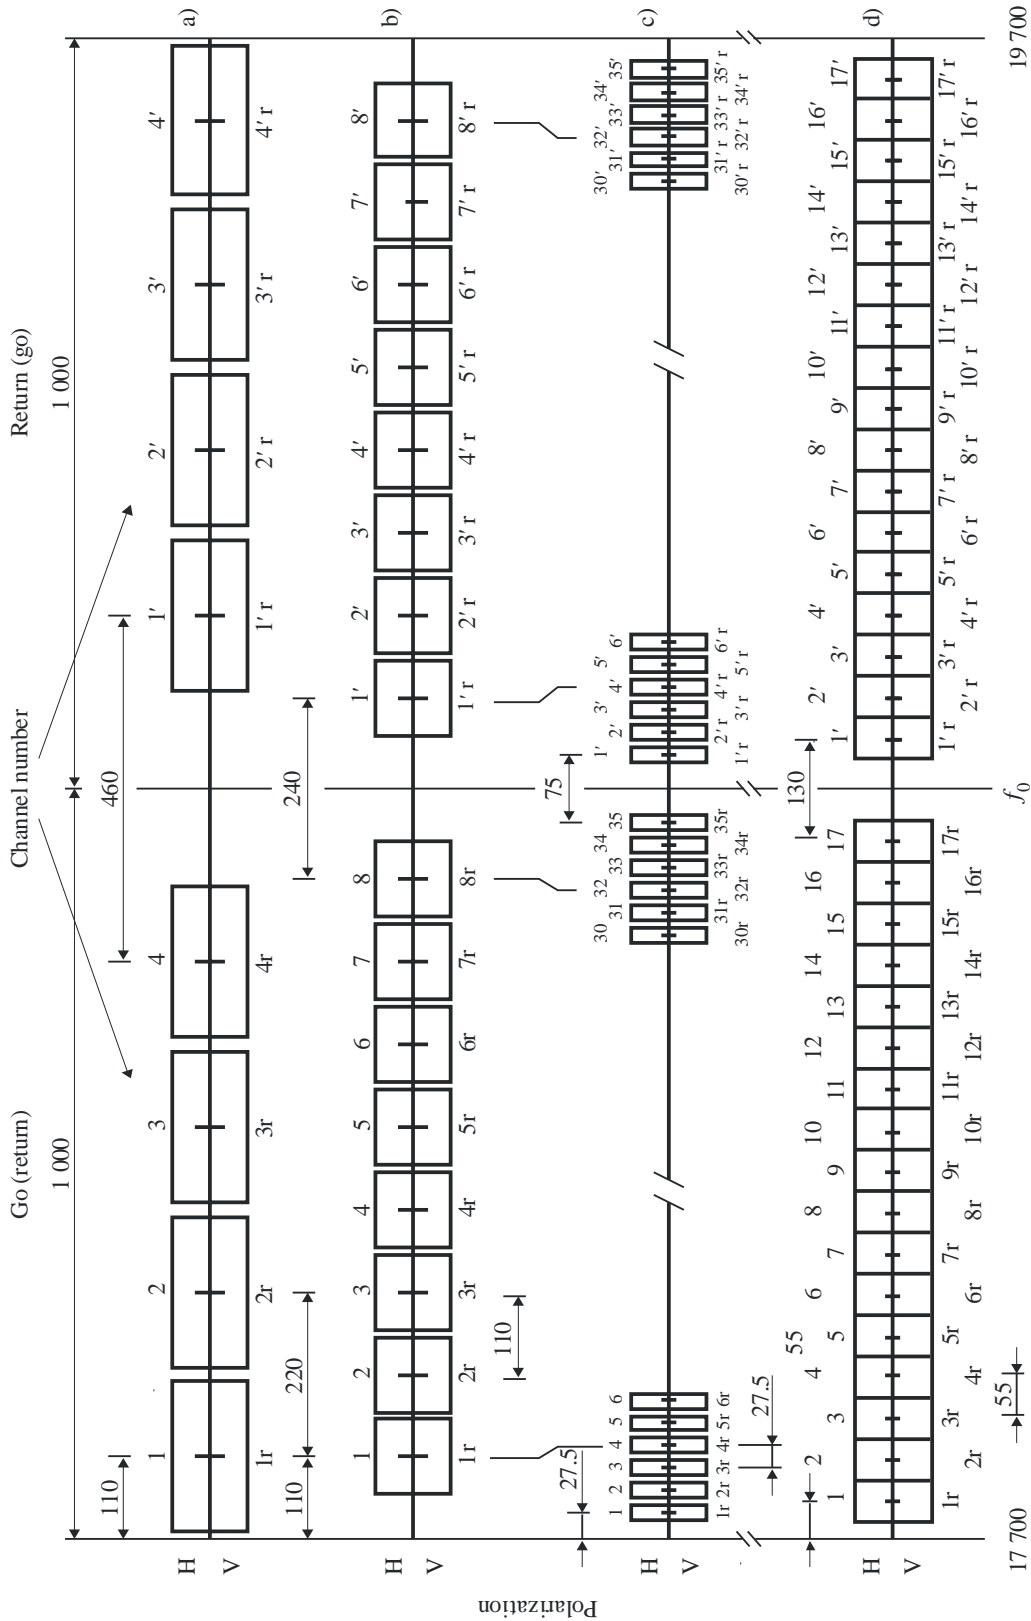 Go (return)
Channel number
Return (go)
1 000
1 000
110
460
H
1
2
3
4
1′
2′
3′
4′
a)
V
1r
2r
3r
4r
1′ r
2′ r
3′ r
4′ r
110
220
240
H
1
2
3
4
5
6
7
8
1′
2′
3′
4′
5′
6′
7′
8′
b)
V
1r
2r
3r
4r
5r
6r
7r
8r
1′ r
2′ r
3′ r
4′ r
5′ r
6′ r
7′ r
8′ r
110
Polarization
27.5
75
H
1
2
3
4
5
6
30
31
32
33
34
35
1′
2′
3′
4′
5′
6′
30′
31′
32′
33′
34′
35′
c)
V
1r
2r
3r
4r
5r
6r
30r
31r
32r
33r
34r
35r
1′ r
2′ r
3′ r
4′ r
5′ r
6′ r
30′ r
31′ r
32′ r
33′ r
34′ r
35′ r
27.5
55
130
H
1
2
3
4
5
6
7
8
9
10
11
12
13
14
15
16
17
1′
2′
3′
4′
5′
6′
7′
8′
9′
10′
11′
12′
13′
14′
15′
16′
17′
d)
V
1r
2r
3r
4r
5r
6r
7r
8r
9r
10r
11r
12r
13r
14r
15r
16r
17r
1′ r
2′ r
3′ r
4′ r
5′ r
6′ r
7′ r
8′ r
9′ r
10′ r
11′ r
12′ r
13′ r
14′ r
15′ r
16′ r
17′ r
55
17 700
f0
19 700